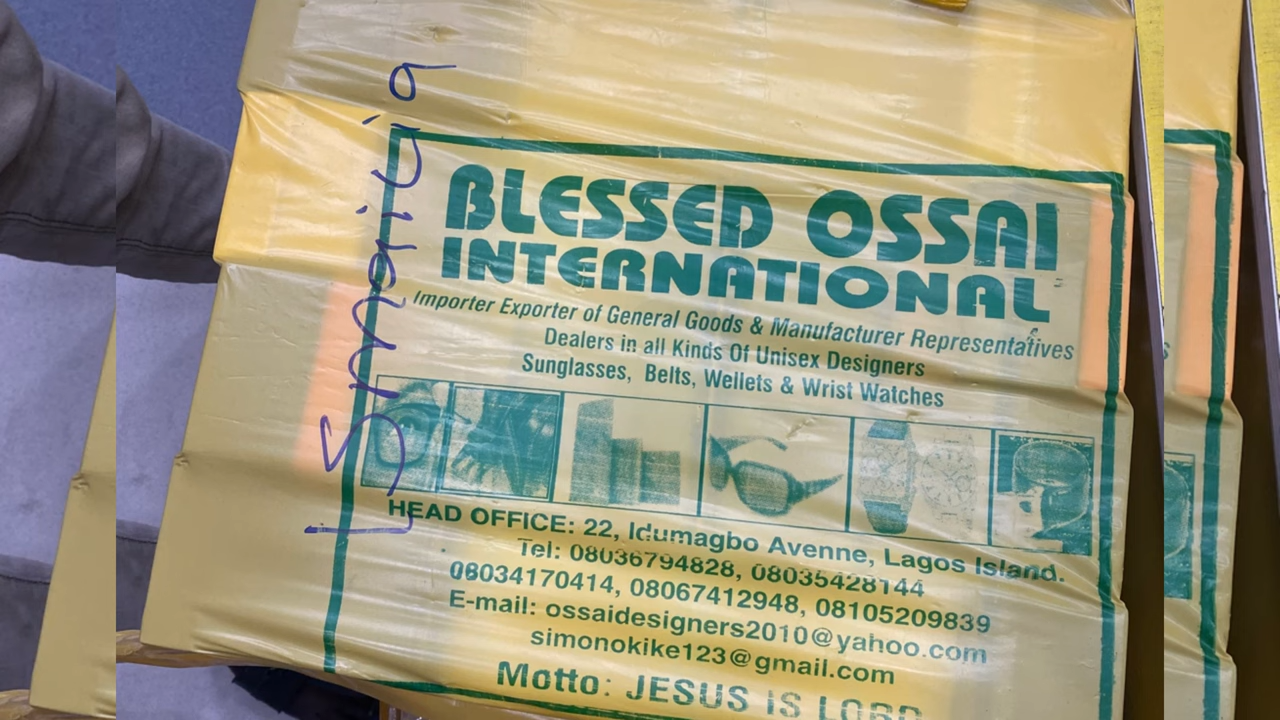 BLESSED OSSAI
INTERNATIONAL
Importer Exporter of General Goods & Manufacturer Representatives
Dealers in all Kinds Of Unisex Designers
Sunglasses, Belts, Wellets & Wrist Watches
HEAD OFFICE: 22, Idumagbo Avenne, Lagos Island.
Tel: 08036794828, 08035428144
08034170414, 08067412948, 08105209839
E-mail: ossaidesigners2010@yahoo.com
simonokike123@gmail.com
Motto: JESUS IS LORD